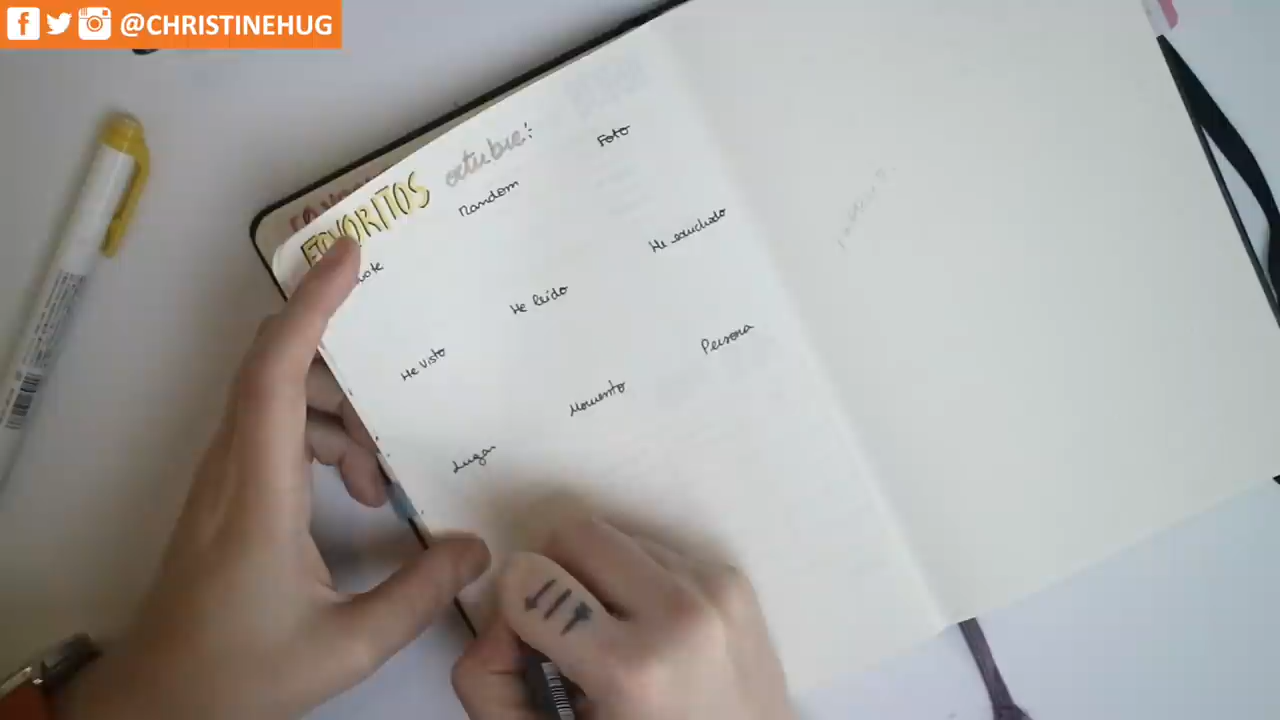 @CHRISTINEHUG
FAVORITOS octubre:
Random
Foto
He leído
He escuchado
He visto
Momento
Persona
Lugar